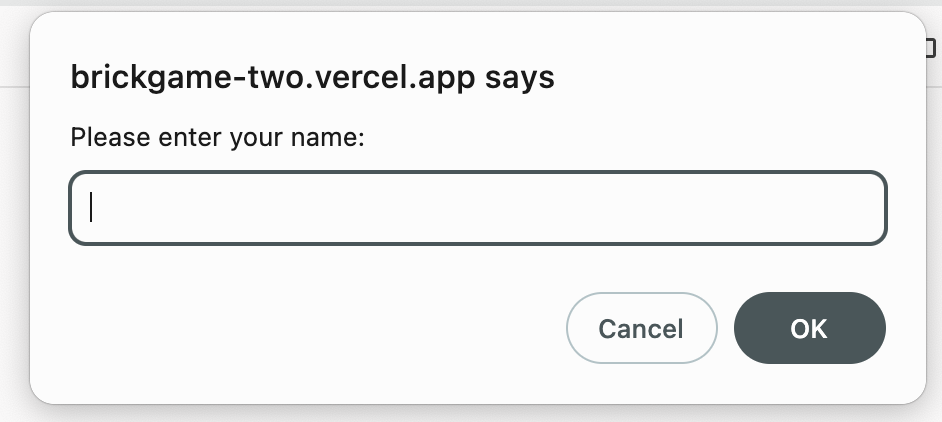 brickgame-two.vercel.app says
Please enter your name:
Cancel
OK